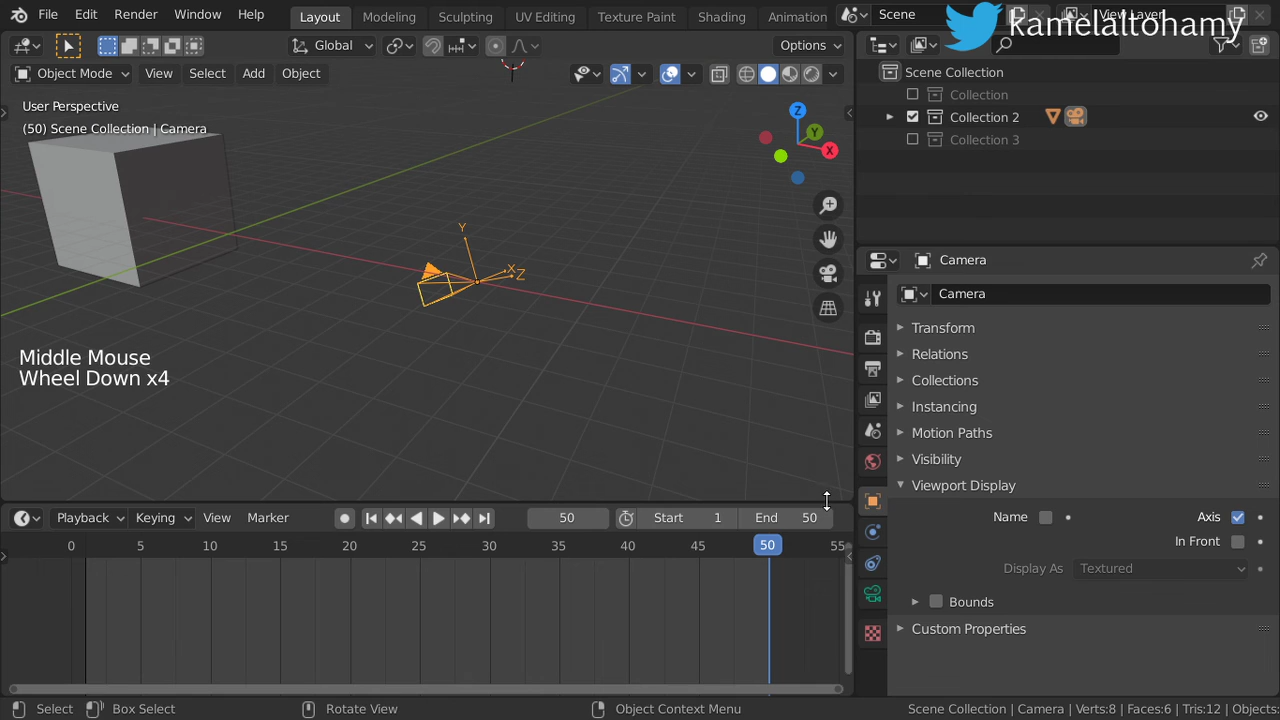 File Edit Render Window Help Layout Modeling Sculpting UV Editing Texture Paint Shading Animation Scene
kamelaltohamy
Global Options
Object Mode View Select Add Object
User Perspective
(50) Scene Collection | Camera
Z
Y
X
Y
X
Z
Middle Mouse
Wheel Down x4
Playback Keying View Marker 50 Start 1 End 50
0 5 10 15 20 25 30 35 40 45 50 55
Scene Collection
Collection
Collection 2
Collection 3
Camera
Camera
Transform
Relations
Collections
Instancing
Motion Paths
Visibility
Viewport Display
Name Axis
In Front
Display As Textured
Bounds
Custom Properties
Select Box Select Rotate View Object Context Menu Scene Collection | Camera | Verts:8 | Faces:6 | Tris:12 | Objects: